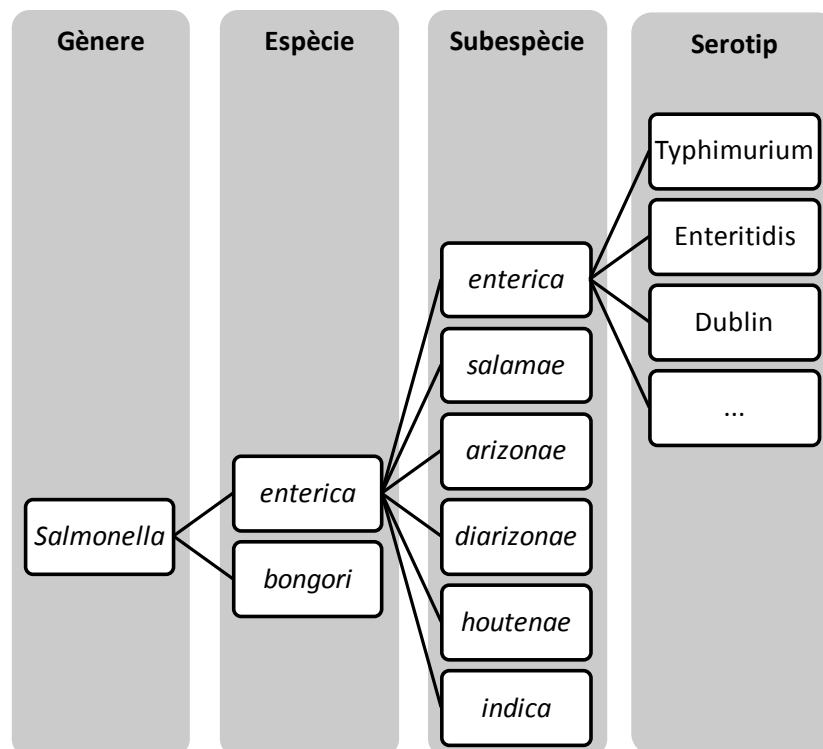 Gènere
Espècie
Subespècie
Serotip
Salmonella
enterica
bongori
enterica
salamae
arizonae
diarizonae
houtenae
indica
Typhimurium
Enteritidis
Dublin
...